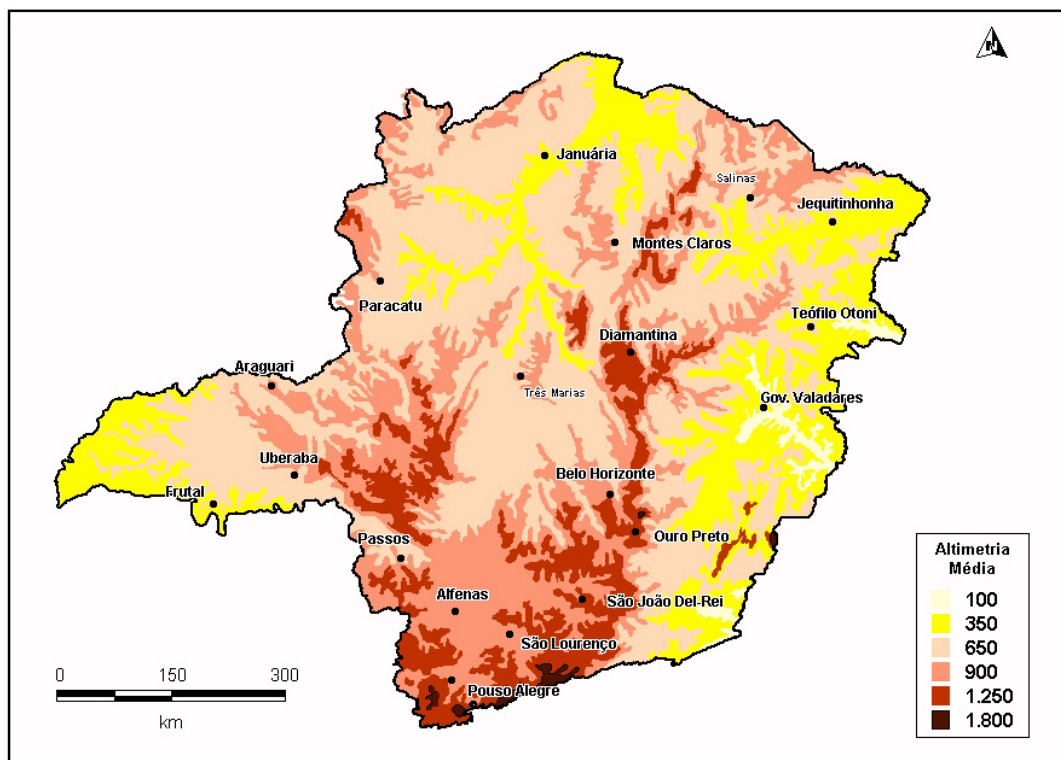 N
Januária
Salinas
Jequitinhonha
Montes Claros
Paracatu
Teófilo Otoni
Diamantina
Araguari
Três Marias
Gov. Valadares
Uberaba
Belo Horizonte
Frutal
Passos
Ouro Preto
Alfenas
São João Del-Rei
São Lourenço
Pouso Alegre
0 150 300
km
Altimetria
Média
100
350
650
900
1.250
1.800